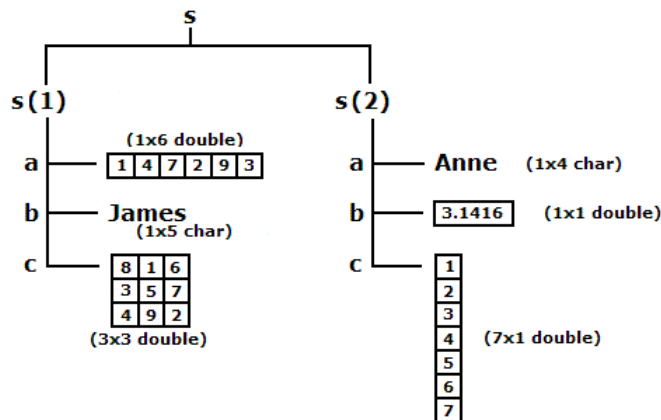 s
s(1)
(1x6 double)
a
1 4 7 2 9 3
b
James
(1x5 char)
c
8 1 6
3 5 7
4 9 2
(3x3 double)
s(2)
a
Anne (1x4 char)
b
3.1416 (1x1 double)
c
1
2
3
4 (7x1 double)
5
6
7